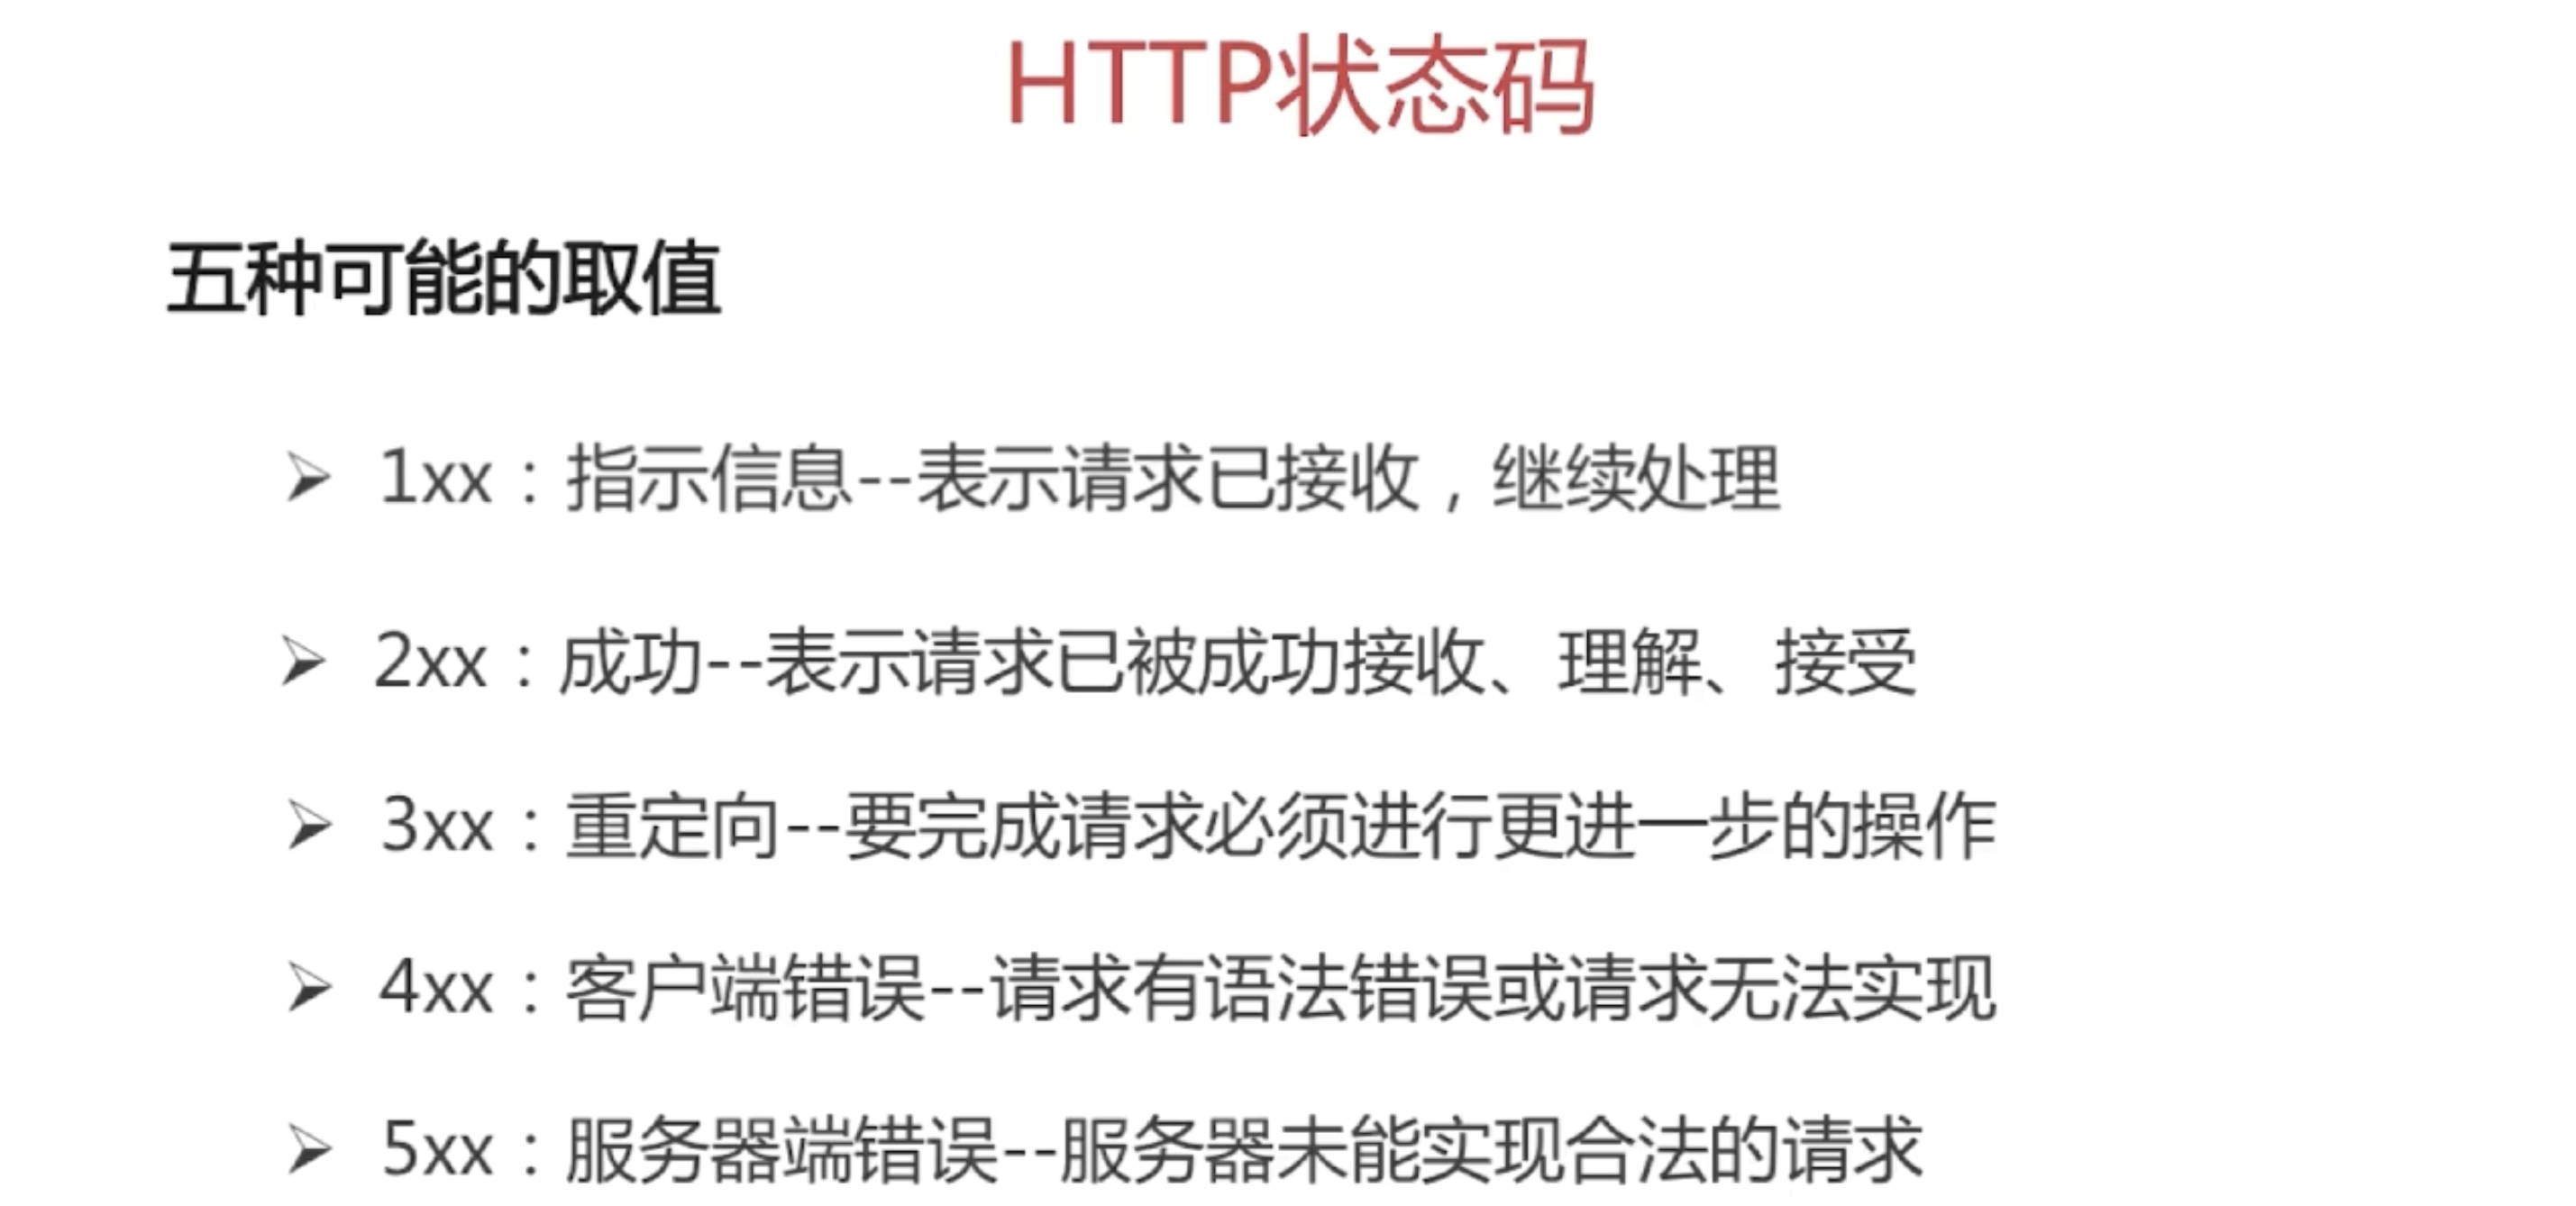 HTTP状态码
五种可能的取值
➢ 1xx：指示信息--表示请求已接收，继续处理
➢ 2xx：成功--表示请求已被成功接收、理解、接受
➢ 3xx：重定向--要完成请求必须进行更进一步的操作
➢ 4xx：客户端错误--请求有语法错误或请求无法实现
➢ 5xx：服务器端错误--服务器未能实现合法的请求